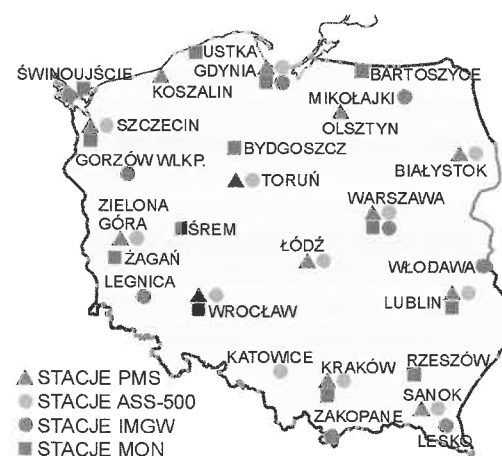 USTKA
GDYNIA
ŚWINOUJŚCIE
KOSZALIN
BARTOSZYCE
MIKOŁAJKI
OLSZTYN
SZCZECIN
GORZÓW WLKP.
BYDGOSZCZ
BIAŁYSTOK
TORUŃ
ZIELONA
GÓRA
WARSZAWA
ŚREM
ŁÓDŹ
ŻAGAŃ
WŁODAWA
LEGNICA
LUBLIN
WROCŁAW
KATOWICE
KRAKÓW
RZESZÓW
SANOK
ZAKOPANE
LESKO
STACJE PMS
STACJE ASS-500
STACJE IMGW
STACJE MON